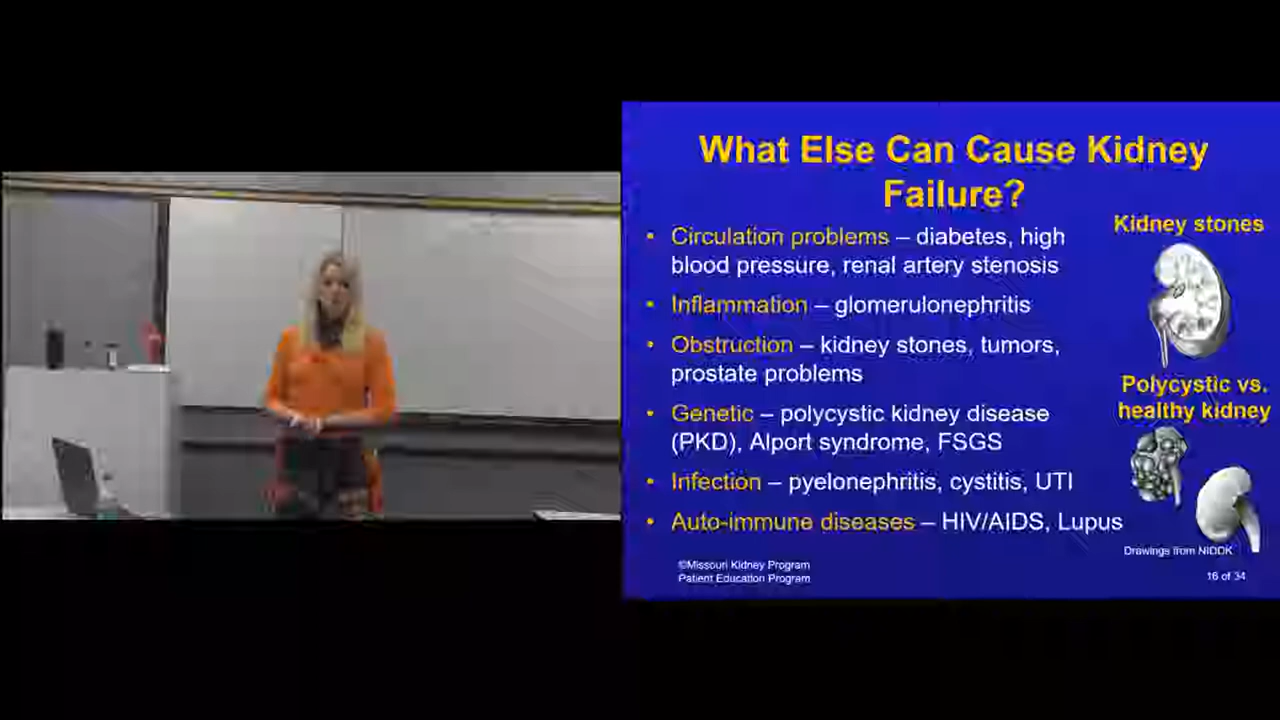 What Else Can Cause Kidney
Failure?
• Circulation problems – diabetes, high
blood pressure, renal artery stenosis
• Inflammation – glomerulonephritis
• Obstruction – kidney stones, tumors,
prostate problems
• Genetic – polycystic kidney disease
(PKD), Alport syndrome, FSGS
• Infection – pyelonephritis, cystitis, UTI
• Auto-immune diseases – HIV/AIDS, Lupus
Kidney stones
Polycystic vs.
healthy kidney
Drawings from NIDDK
©Missouri Kidney Program
Patient Education Program
16 of 34